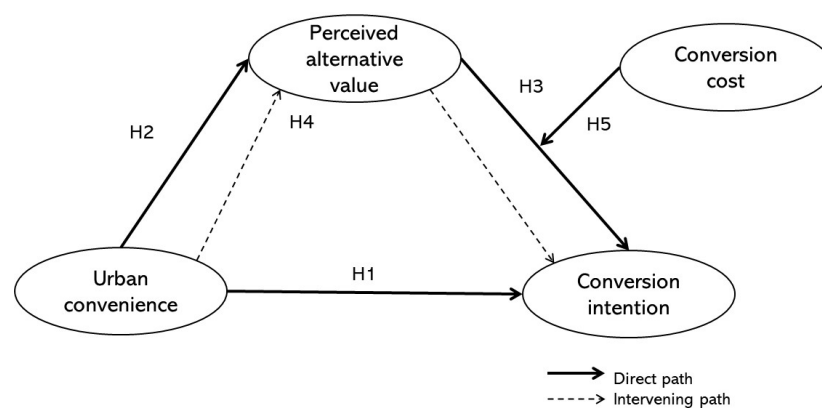 Perceived
alternative
value
Conversion
cost
H3
H2
H4
H5
Urban
convenience
H1
Conversion
intention
Direct path
Intervening path